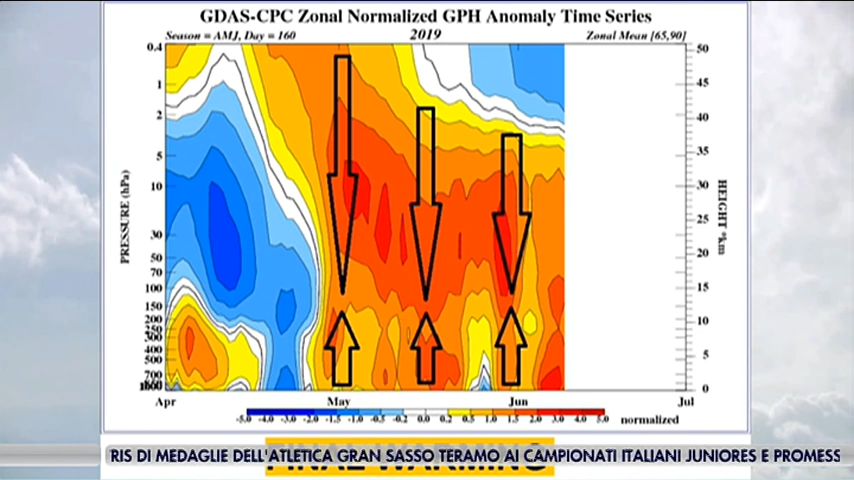 GDAS-CPC Zonal Normalized GPH Anomaly Time Series
Season = AMJ, Day = 160 2019 Zonal Mean [65,90]
0.4 50
1 45
2 40
5 35
10 30
30 25
50 20
70
100 15
150
200 10
250
300
400 5
500
700
1000 0
PRESSURE (hPa)
HEIGHT ~km
Apr May Jun Jul
-5.0 -4.0 -3.0 -2.0 -1.5 -1.0 -0.5 -0.2 0.0 0.2 0.5 1.0 1.5 2.0 3.0 4.0 5.0 normalized
FINAL WARMING
RIS DI MEDAGLIE DELL'ATLETICA GRAN SASSO TERAMO AI CAMPIONATI ITALIANI JUNIORES E PROMESS